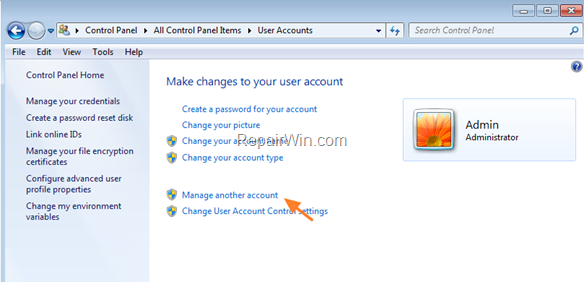 Control Panel ▸ All Control Panel Items ▸ User Accounts
Search Control Panel
File Edit View Tools Help
Control Panel Home
Manage your credentials
Create a password reset disk
Link online IDs
Manage your file encryption
certificates
Configure advanced user
profile properties
Change my environment
variables
Make changes to your user account
Create a password for your account
Change your picture
Change your account name
Change your account type
Manage another account
Change User Account Control settings
Admin
Administrator
RepairWin.com